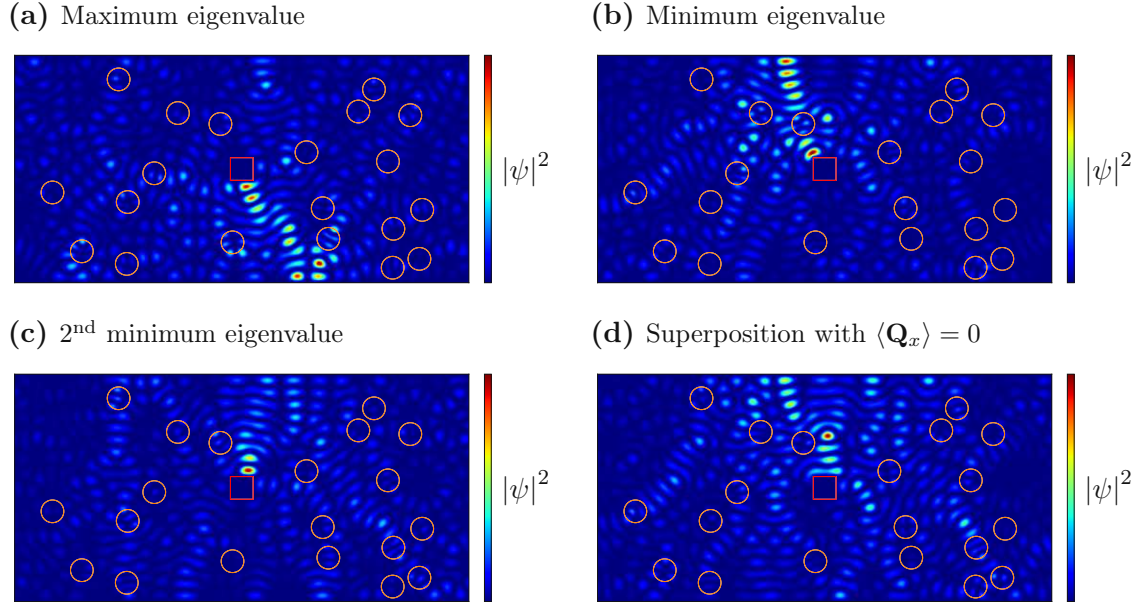 (a) Maximum eigenvalue
(b) Minimum eigenvalue
|ψ|²
|ψ|²
(c) 2ⁿᵈ minimum eigenvalue
(d) Superposition with ⟨Qₓ⟩ = 0
|ψ|²
|ψ|²